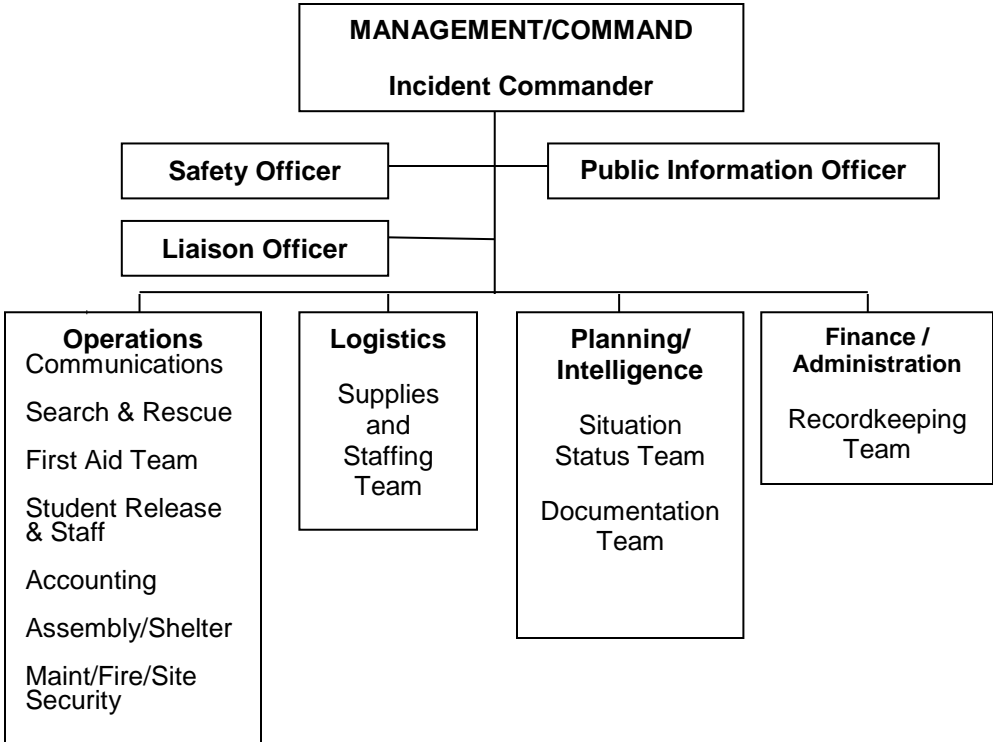 MANAGEMENT/COMMAND
Incident Commander
Safety Officer
Public Information Officer
Liaison Officer
Operations
Communications
Search & Rescue
First Aid Team
Student Release
& Staff
Accounting
Assembly/Shelter
Maint/Fire/Site
Security
Logistics
Supplies
and
Staffing
Team
Planning/
Intelligence
Situation
Status Team
Documentation
Team
Finance /
Administration
Recordkeeping
Team